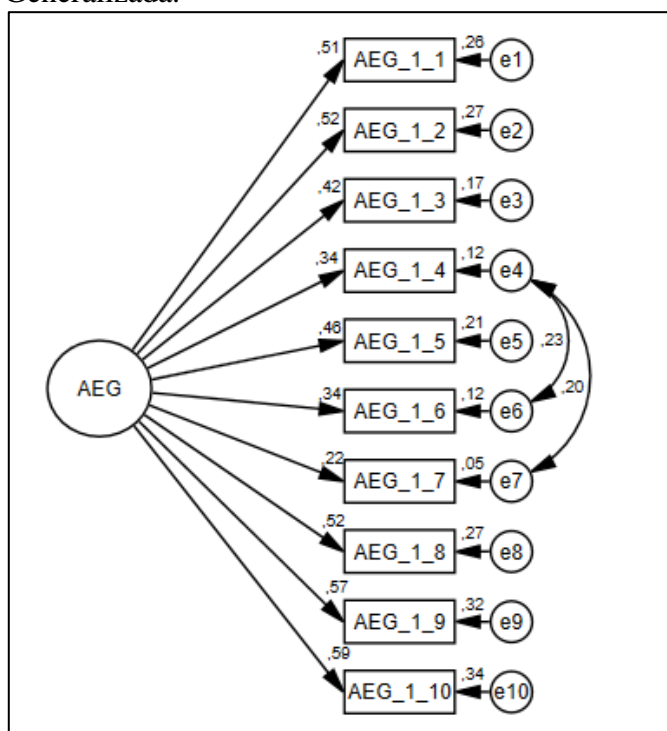 Generalizada.
,51 AEG_1_1 ,26 e1
,52 AEG_1_2 ,27 e2
,42 AEG_1_3 ,17 e3
,34 AEG_1_4 ,12 e4
,46 AEG_1_5 ,21 e5
,23
AEG
,34 AEG_1_6 ,12 e6
,20
,22 AEG_1_7 ,05 e7
,52 AEG_1_8 ,27 e8
,57 AEG_1_9 ,32 e9
,59 AEG_1_10 ,34 e10